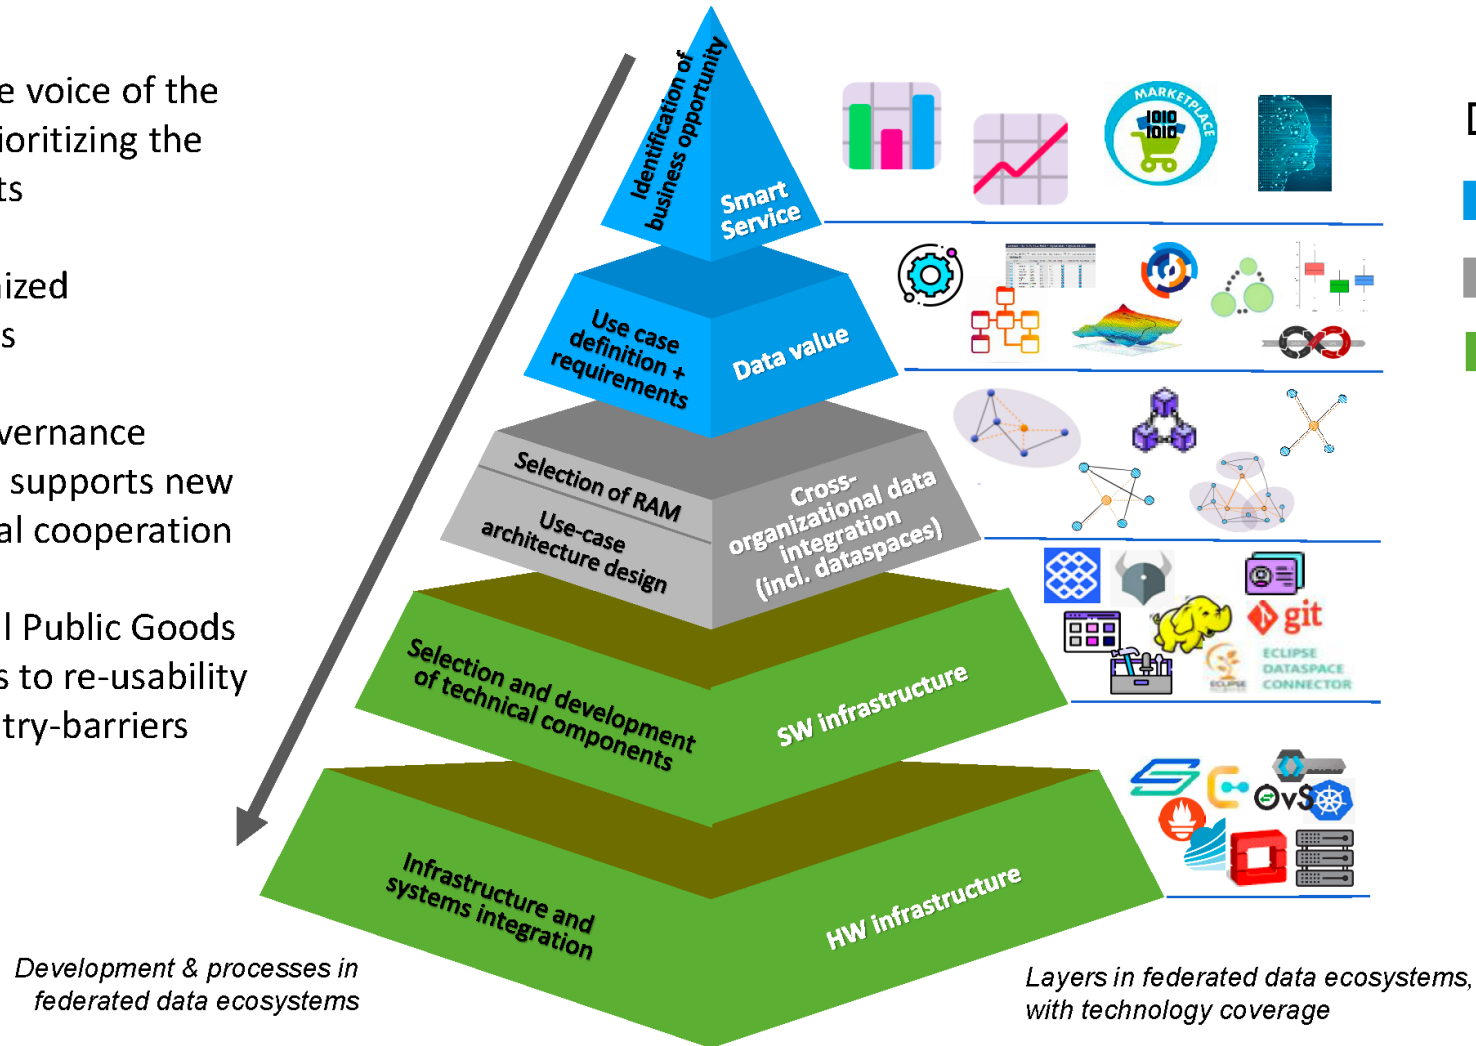 e voice of the
ioritizing the
ts
nized
s
vernance
supports new
al cooperation
l Public Goods
s to re-usability
try-barriers
Identification of
business opportunity
Smart
Service
Use case
definition +
requirements
Data value
Selection of RAM
Use-case
architecture design
Cross-
organizational data
integration
(incl. dataspaces)
Selection and development
of technical components
SW infrastructure
Infrastructure and
systems integration
HW infrastructure
MARKETPLACE
1010
1010
git
ECLIPSE
ECLIPSE
DATASPACE
CONNECTOR
OvS
Development & processes in
federated data ecosystems
Layers in federated data ecosystems,
with technology coverage